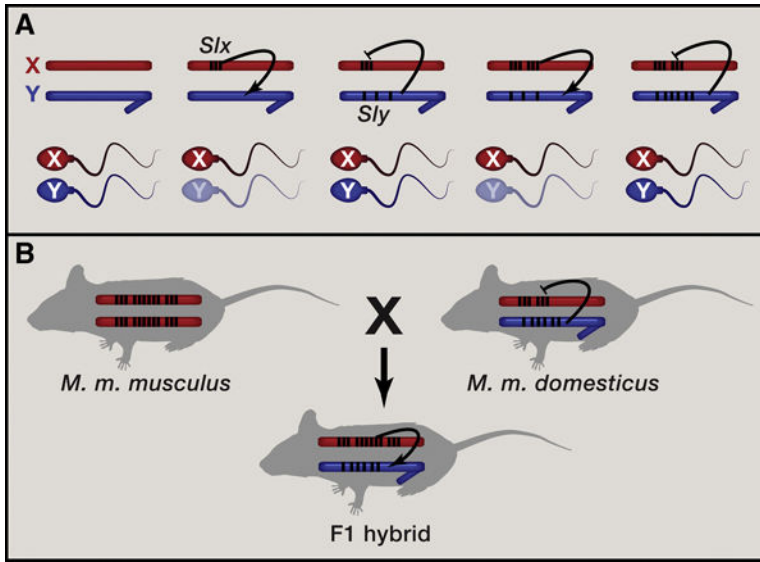 A
Slx
X
Y
Sly
X X X X X
Y Y Y Y Y
B
X
M. m. musculus M. m. domesticus
F1 hybrid